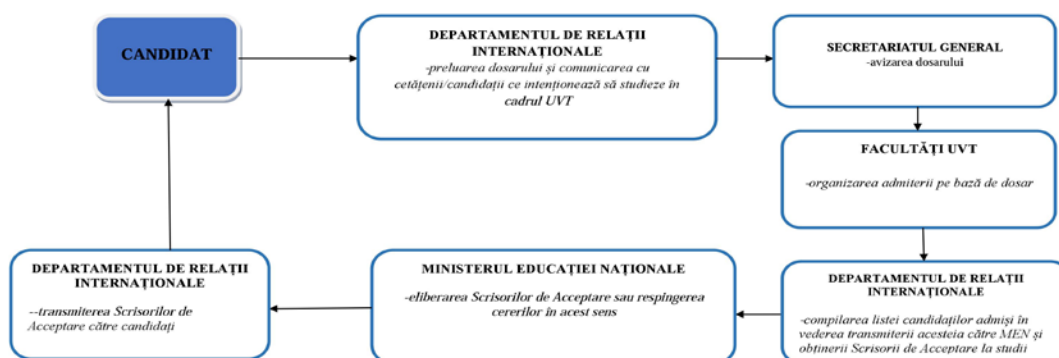 CANDIDAT
DEPARTAMENTUL DE RELAȚII
INTERNAȚIONALE
-preluarea dosarului și comunicarea cu
cetățenii/candidații ce intenționează să studieze în
cadrul UVT
SECRETARIATUL GENERAL
-avizarea dosarului
FACULTĂȚI UVT
-organizarea admiterii pe bază de dosar
DEPARTAMENTUL DE RELAȚII
INTERNAȚIONALE
-compilarea listei candidaților admiși în
vederea transmiterii acesteia către MEN și
obținerii Scrisorii de Acceptare la studii
MINISTERUL EDUCAȚIEI NAȚIONALE
-eliberarea Scrisorilor de Acceptare sau respingerea
cererilor în acest sens
DEPARTAMENTUL DE RELAȚII
INTERNAȚIONALE
--transmiterea Scrisorilor de
Acceptare către candidați